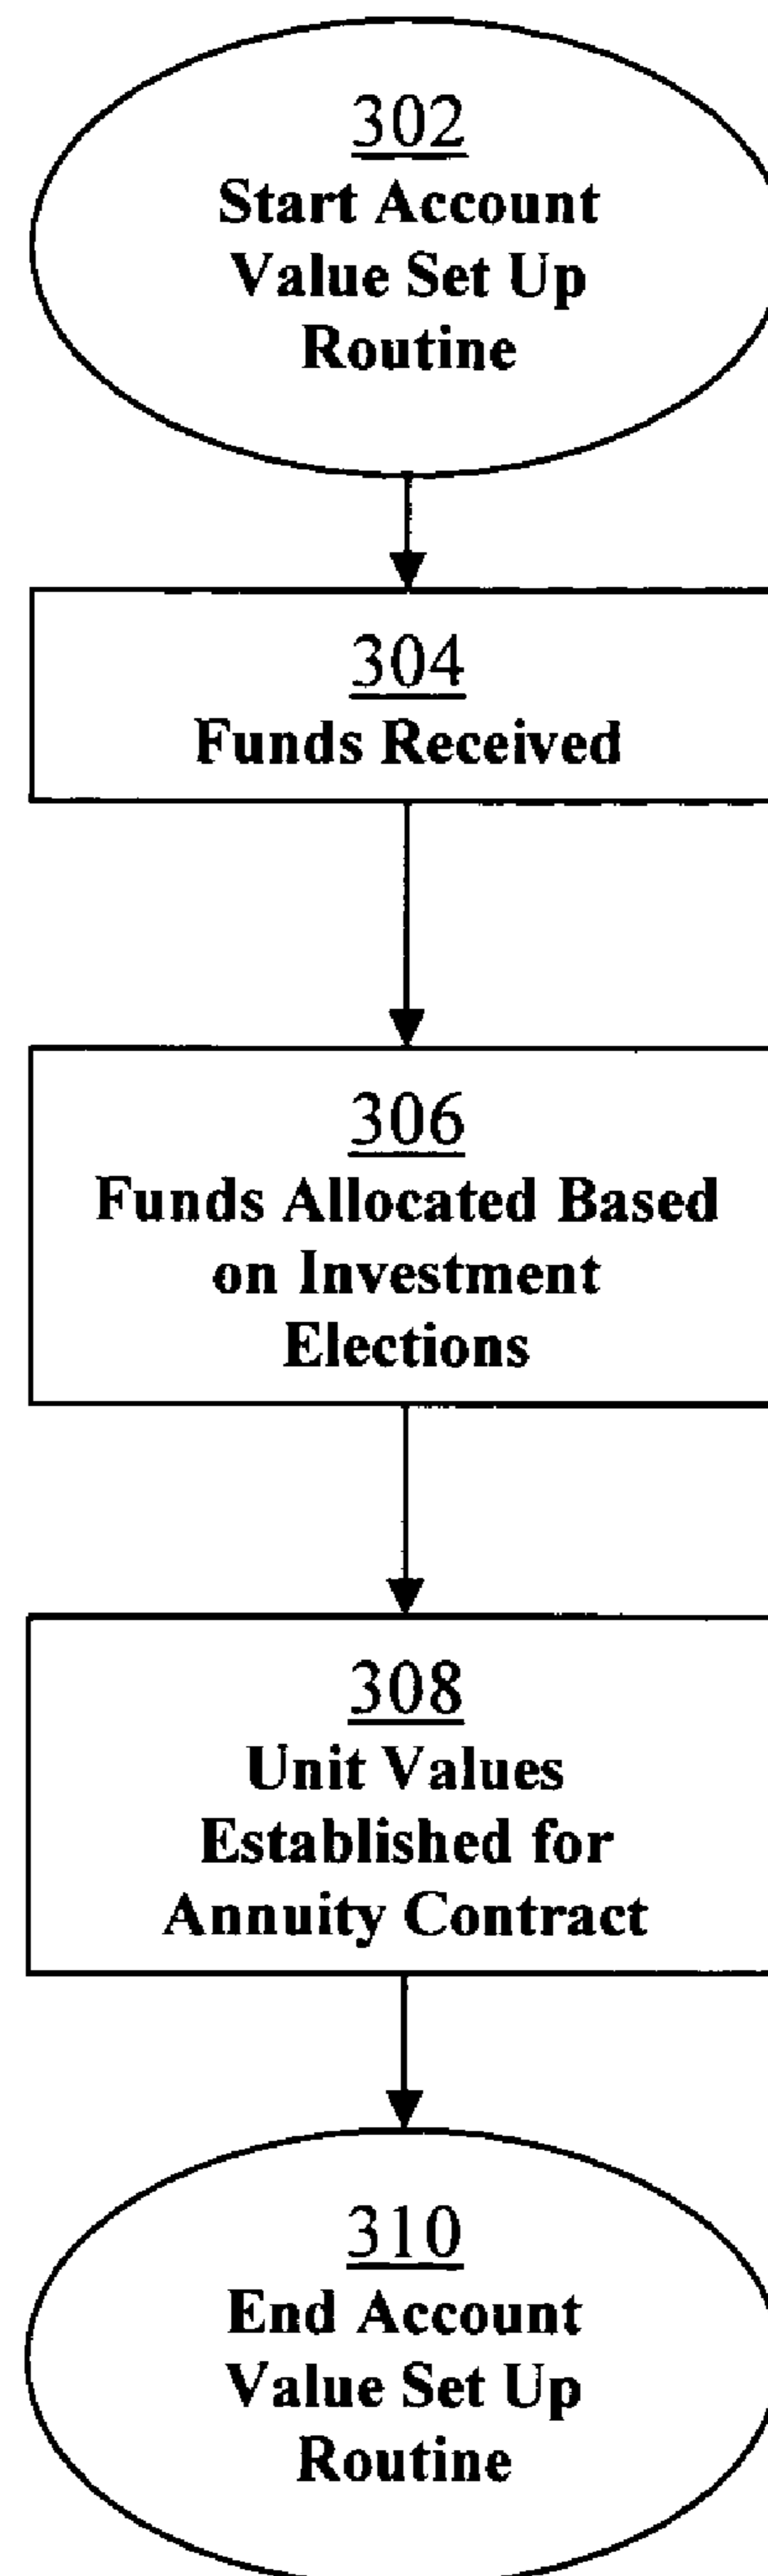 302
Start Account
Value Set Up
Routine
304
Funds Received
306
Funds Allocated Based
on Investment
Elections
308
Unit Values
Established for
Annuity Contract
310
End Account
Value Set Up
Routine